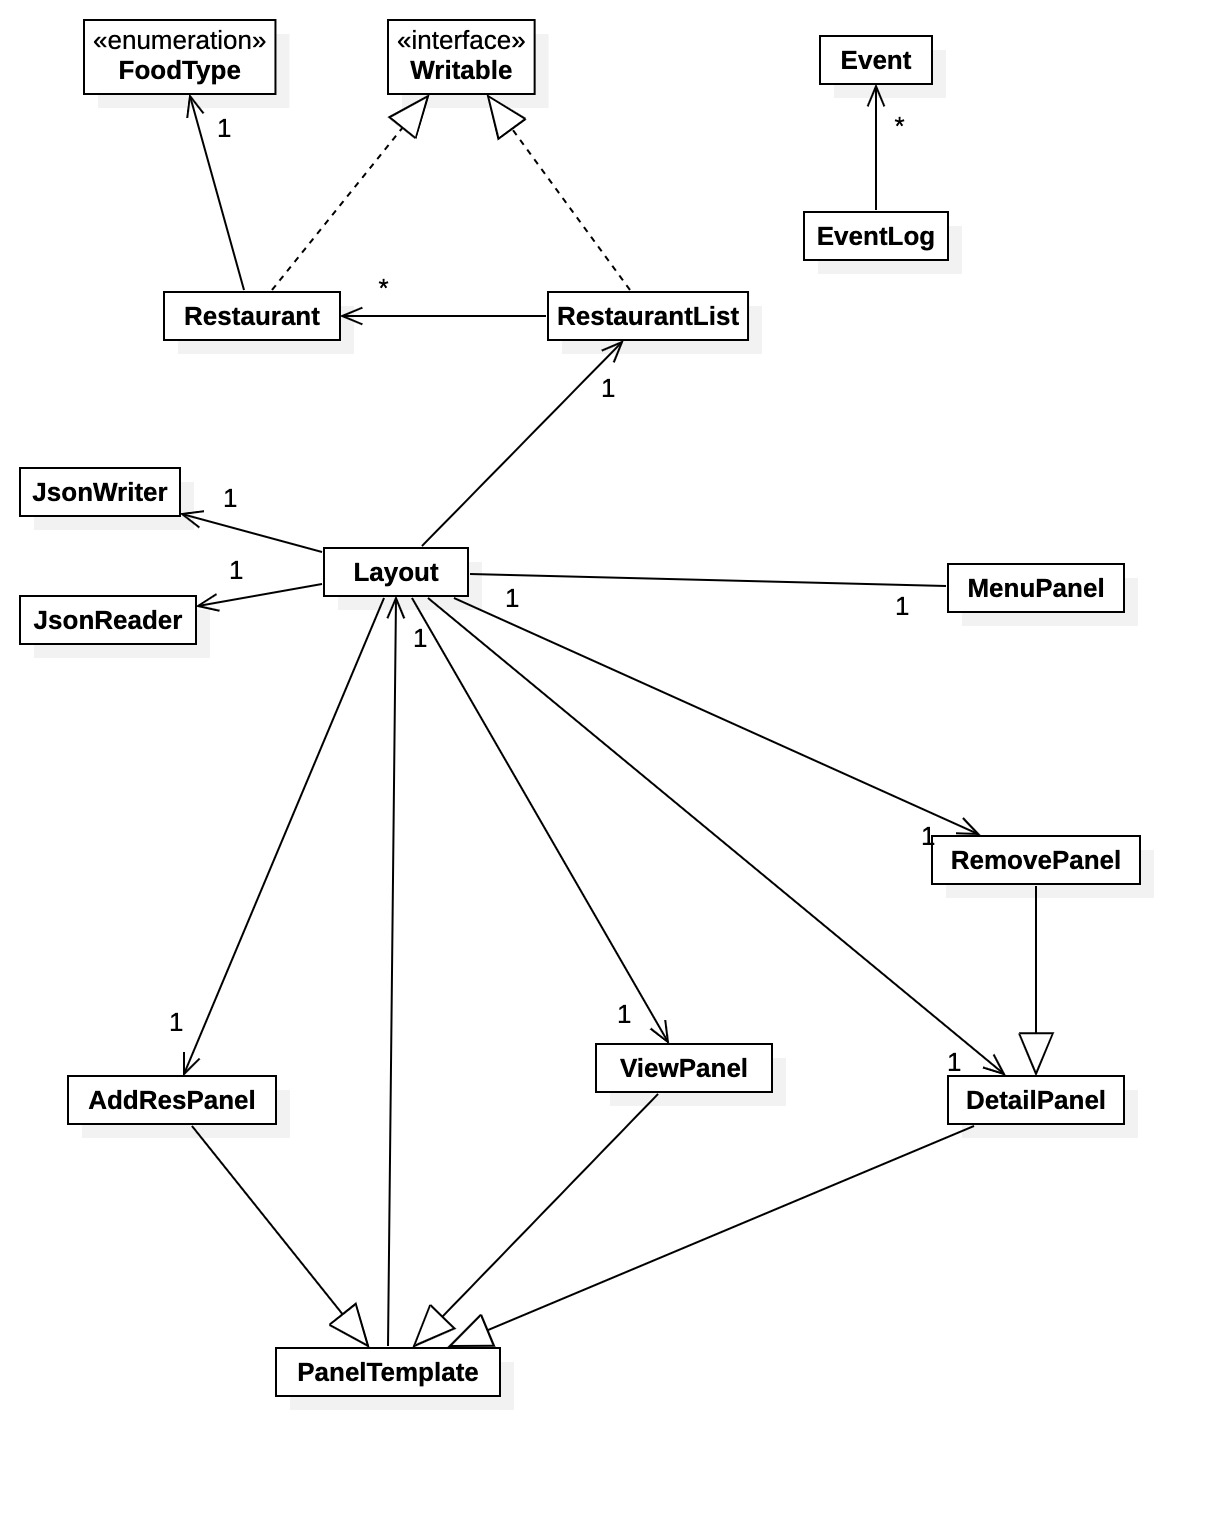 «enumeration»
FoodType
«interface»
Writable
Event
1
*
EventLog
*
Restaurant
RestaurantList
1
JsonWriter
1
Layout
1
JsonReader
1
1
MenuPanel
1
1
RemovePanel
1
1
ViewPanel
1
AddResPanel
DetailPanel
PanelTemplate